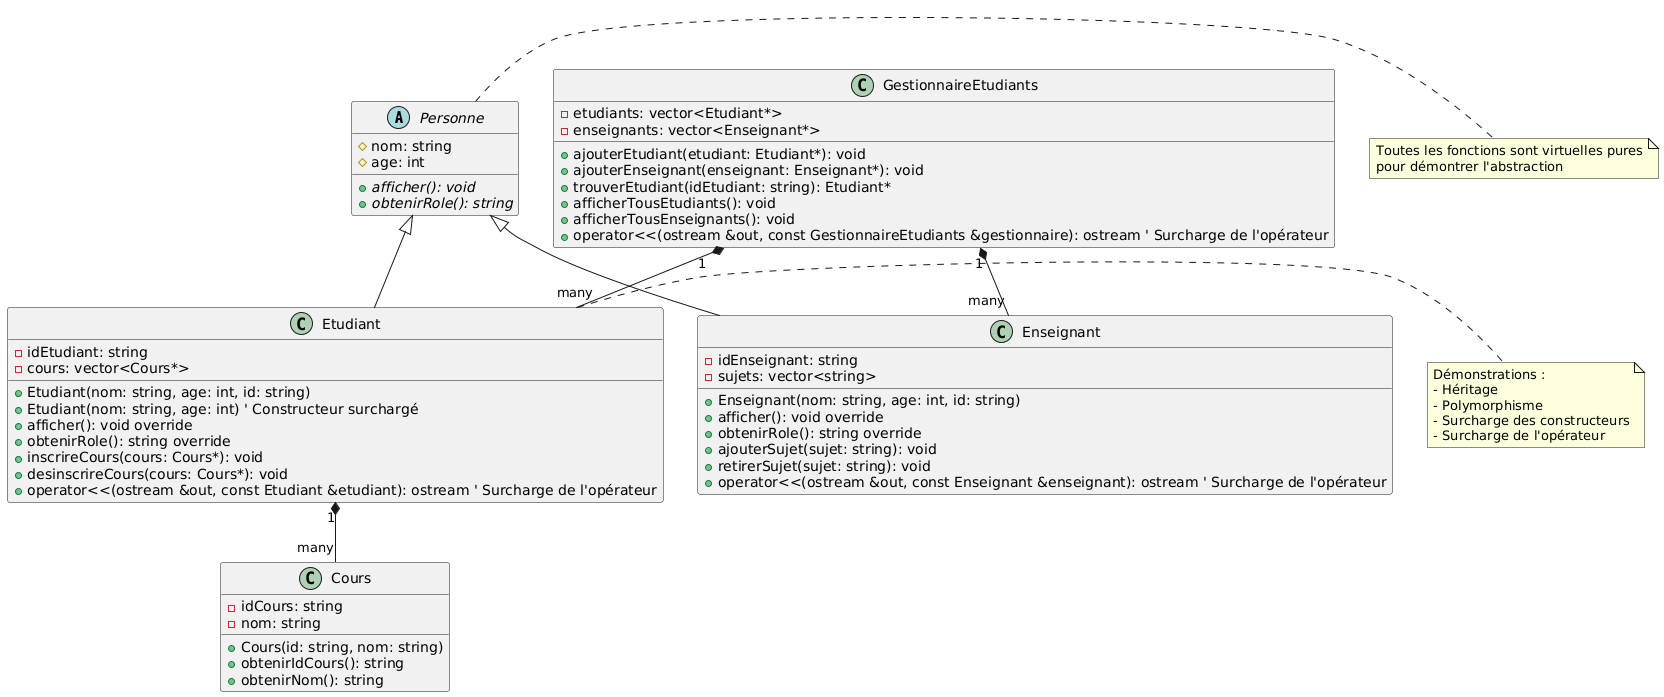 A Personne
nom: string
age: int
afficher(): void
obtenirRole(): string
C GestionnaireEtudiants
etudiants: vector<Etudiant*>
enseignants: vector<Enseignant*>
ajouterEtudiant(etudiant: Etudiant*): void
ajouterEnseignant(enseignant: Enseignant*): void
trouverEtudiant(idEtudiant: string): Etudiant*
afficherTousEtudiants(): void
afficherTousEnseignants(): void
operator<<(ostream &out, const GestionnaireEtudiants &gestionnaire): ostream ' Surcharge de l'opérateur
Toutes les fonctions sont virtuelles pures
pour démontrer l'abstraction
1
many
1
many
C Etudiant
idEtudiant: string
cours: vector<Cours*>
Etudiant(nom: string, age: int, id: string)
Etudiant(nom: string, age: int) ' Constructeur surchargé
afficher(): void override
obtenirRole(): string override
inscrireCours(cours: Cours*): void
desinscrireCours(cours: Cours*): void
operator<<(ostream &out, const Etudiant &etudiant): ostream ' Surcharge de l'opérateur
C Enseignant
idEnseignant: string
sujets: vector<string>
Enseignant(nom: string, age: int, id: string)
afficher(): void override
obtenirRole(): string override
ajouterSujet(sujet: string): void
retirerSujet(sujet: string): void
operator<<(ostream &out, const Enseignant &enseignant): ostream ' Surcharge de l'opérateur
Démonstrations :
- Héritage
- Polymorphisme
- Surcharge des constructeurs
- Surcharge de l'opérateur
1
many
C Cours
idCours: string
nom: string
Cours(id: string, nom: string)
obtenirIdCours(): string
obtenirNom(): string